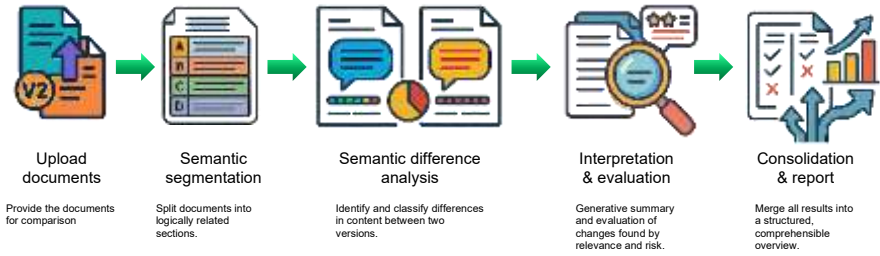 V2
A
B
C
D
Upload
documents
Provide the documents
for comparison
Semantic
segmentation
Split documents into
logically related
sections.
Semantic difference
analysis
Identify and classify differences
in content between two
versions.
Interpretation
& evaluation
Generative summary
and evaluation of
changes found by
relevance and risk.
Consolidation
& report
Merge all results into
a structured,
comprehensible
overview.